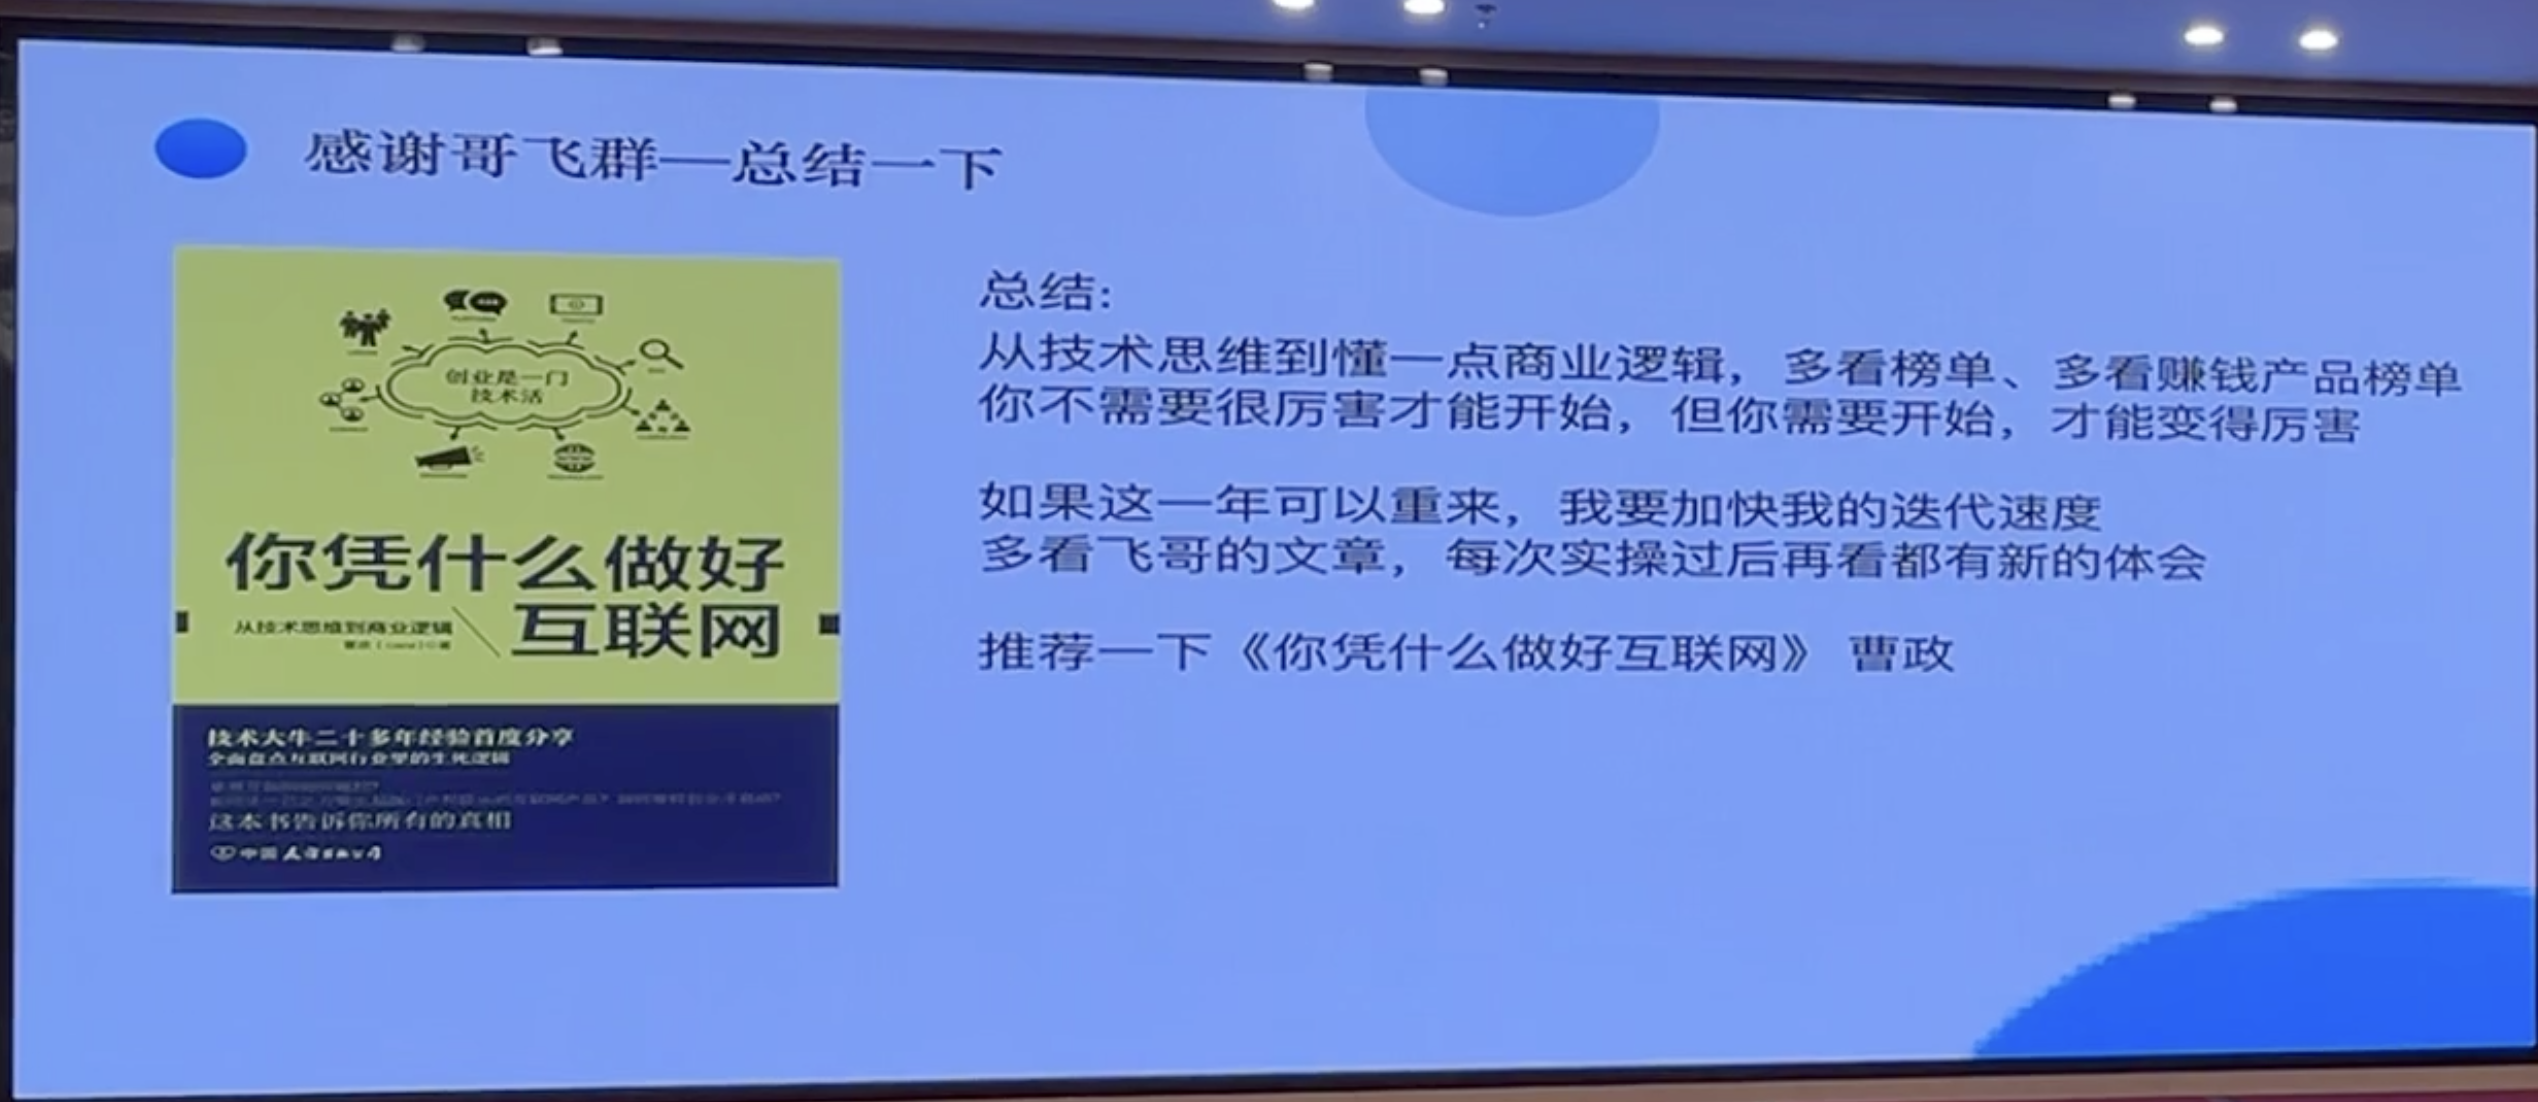 感谢哥飞群—总结一下
总结:
从技术思维到懂一点商业逻辑，多看榜单、多看赚钱产品榜单
你不需要很厉害才能开始，但你需要开始，才能变得厉害
如果这一年可以重来，我要加快我的迭代速度
多看飞哥的文章，每次实操过后再看都有新的体会
推荐一下《你凭什么做好互联网》 曹政
创业是一门
技术活
你凭什么做好
互联网
从技术思维到商业逻辑
技术大牛二十多年经验首度分享
全面盘点互联网行业里的生死逻辑
这本书告诉你所有的真相